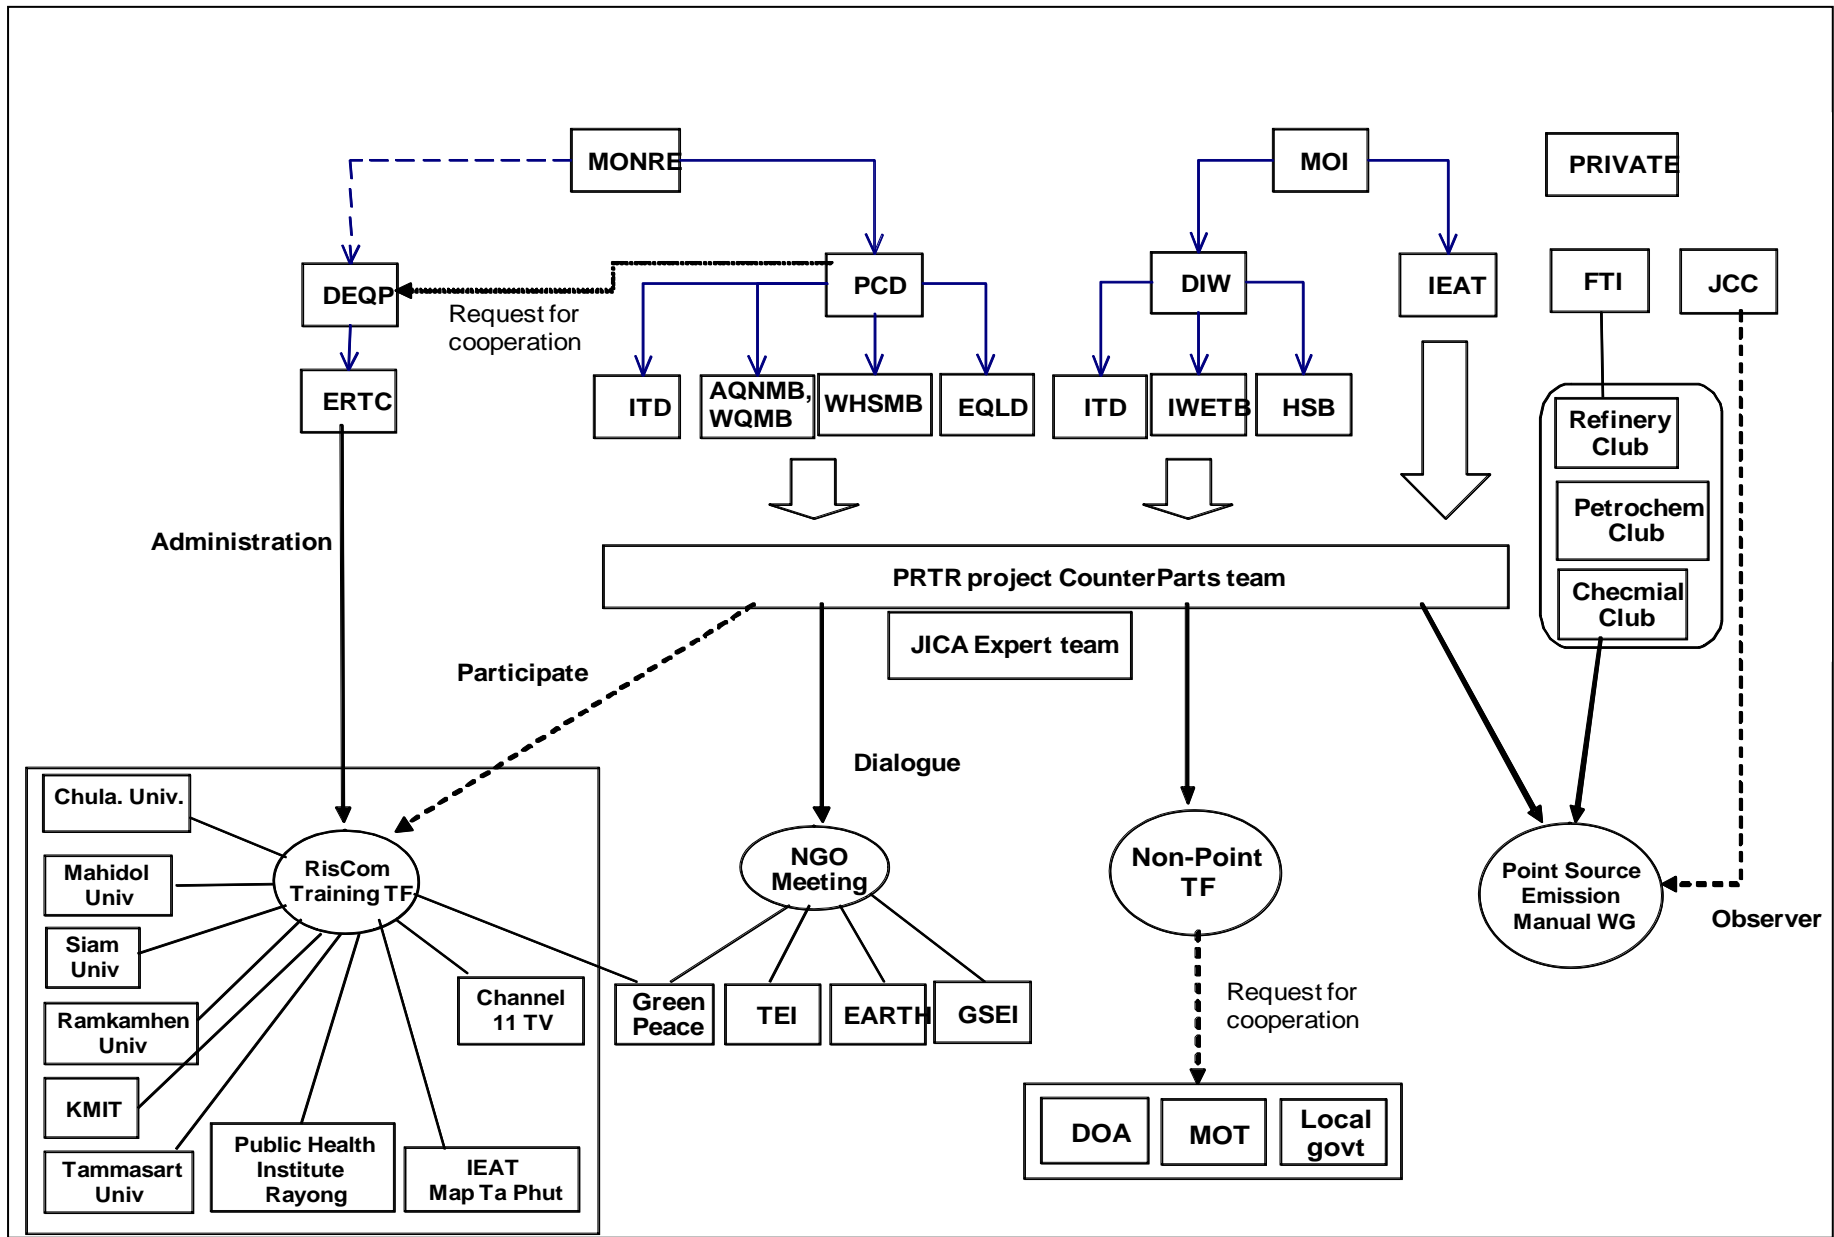 MONRE
MOI
PRIVATE
DEQP
PCD
DIW
IEAT
FTI
JCC
Request for
cooperation
ERTC
ITD
AQNMB,
WQMB
WHSMB
EQLD
ITD
IWETB
HSB
Refinery
Club
Petrochem
Club
Checmial
Club
Administration
PRTR project CounterParts team
JICA Expert team
Participate
Dialogue
Chula. Univ.
Mahidol
Univ
Siam
Univ
Ramkamhen
Univ
KMIT
Tammasart
Univ
RisCom
Training TF
Public Health
Institute
Rayong
IEAT
Map Ta Phut
Channel
11 TV
NGO
Meeting
Green
Peace
TEI
EARTH
GSEI
Non-Point
TF
Request for
cooperation
DOA
MOT
Local
govt
Point Source
Emission
Manual WG
Observer